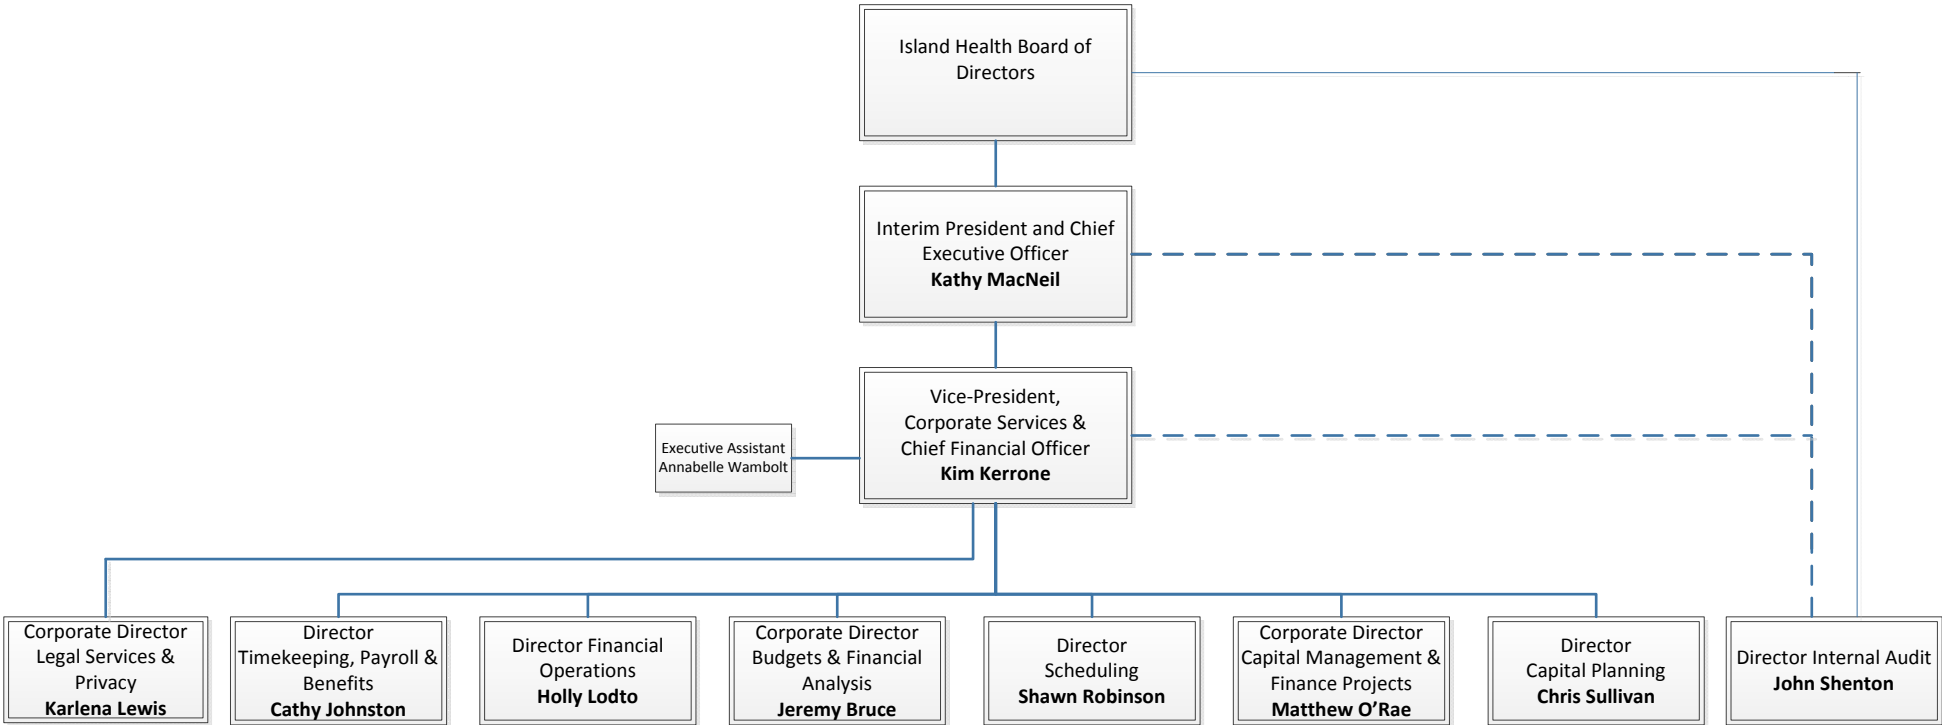 Island Health Board of
Directors
Interim President and Chief
Executive Officer
Kathy MacNeil
Vice-President,
Corporate Services &
Chief Financial Officer
Kim Kerrone
Executive Assistant
Annabelle Wambolt
Corporate Director
Legal Services &
Privacy
Karlena Lewis
Director
Timekeeping, Payroll &
Benefits
Cathy Johnston
Director Financial
Operations
Holly Lodto
Corporate Director
Budgets & Financial
Analysis
Jeremy Bruce
Director
Scheduling
Shawn Robinson
Corporate Director
Capital Management &
Finance Projects
Matthew O’Rae
Director
Capital Planning
Chris Sullivan
Director Internal Audit
John Shenton